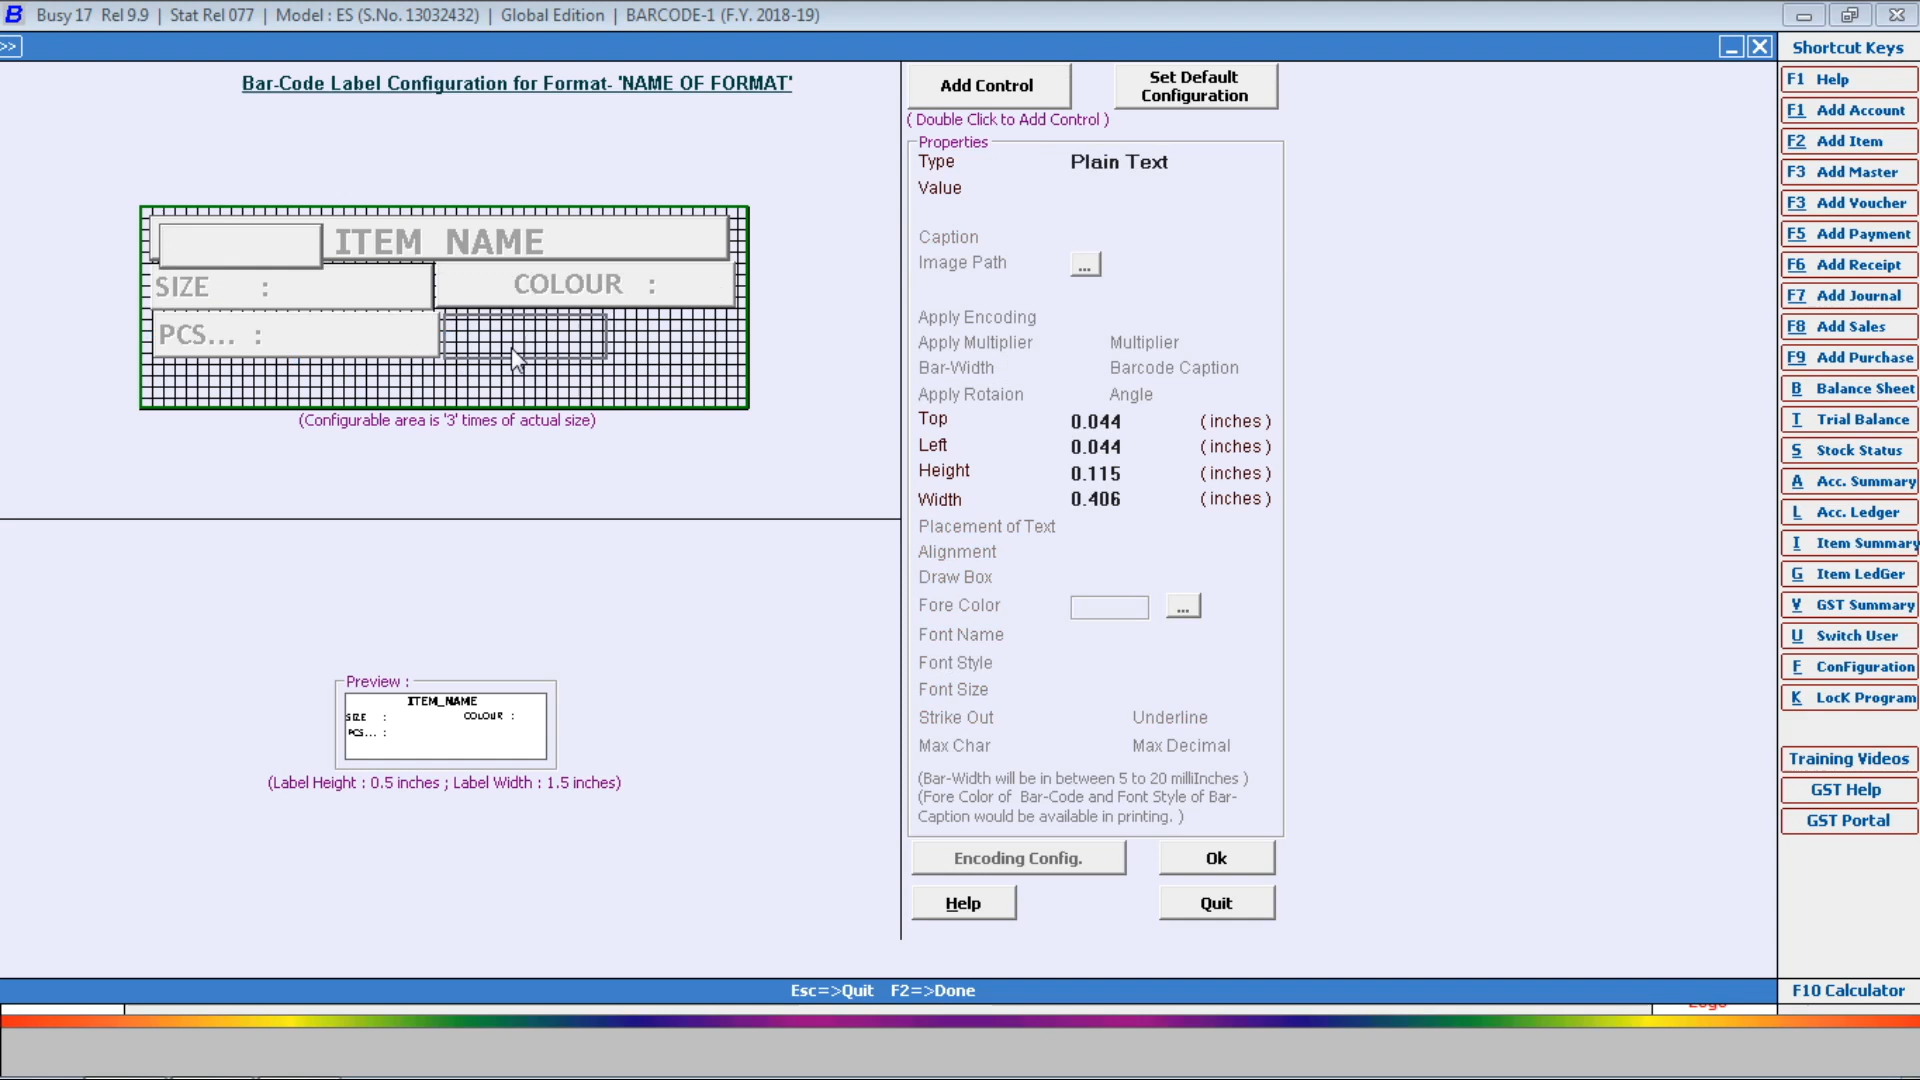 B Busy 17 Rel 9.9 | Stat Rel 077 | Model : ES (S.No. 13032432) | Global Edition | BARCODE-1 (F.Y. 2018-19)
>>
Bar-Code Label Configuration for Format- 'NAME OF FORMAT'
ITEM_NAME
SIZE :
COLOUR :
PCS... :
(Configurable area is '3' times of actual size)
Preview :
ITEM_NAME
SIZE :
COLOUR :
PCS... :
(Label Height : 0.5 inches ; Label Width : 1.5 inches)
Add Control
Set Default
Configuration
( Double Click to Add Control )
Properties
Type Plain Text
Value
Caption
Image Path ...
Apply Encoding
Apply Multiplier Multiplier
Bar-Width Barcode Caption
Apply Rotaion Angle
Top 0.044 (inches)
Left 0.044 (inches)
Height 0.115 (inches)
Width 0.406 (inches)
Placement of Text
Alignment
Draw Box
Fore Color ...
Font Name
Font Style
Font Size
Strike Out Underline
Max Char Max Decimal
(Bar-Width will be in between 5 to 20 milliInches )
(Fore Color of Bar-Code and Font Style of Bar-
Caption would be available in printing. )
Encoding Config. Ok
Help Quit
Shortcut Keys
F1 Help
F1 Add Account
F2 Add Item
F3 Add Master
F3 Add Voucher
F5 Add Payment
F6 Add Receipt
F7 Add Journal
F8 Add Sales
F9 Add Purchase
B Balance Sheet
T Trial Balance
S Stock Status
A Acc. Summary
L Acc. Ledger
I Item Summary
G Item LedGer
Y GST Summary
U Switch User
F ConFiguration
K LocK Program
Training Videos
GST Help
GST Portal
Esc=>Quit F2=>Done
F10 Calculator